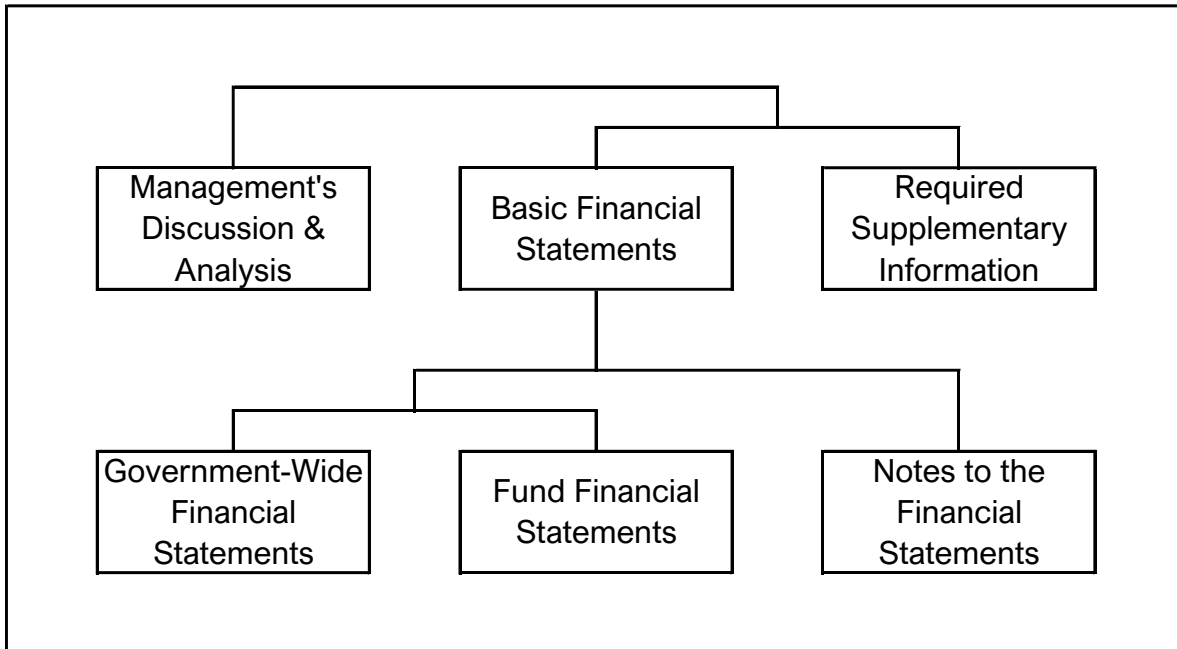 Management's
Discussion &
Analysis
Basic Financial
Statements
Required
Supplementary
Information
Government-Wide
Financial
Statements
Fund Financial
Statements
Notes to the
Financial
Statements